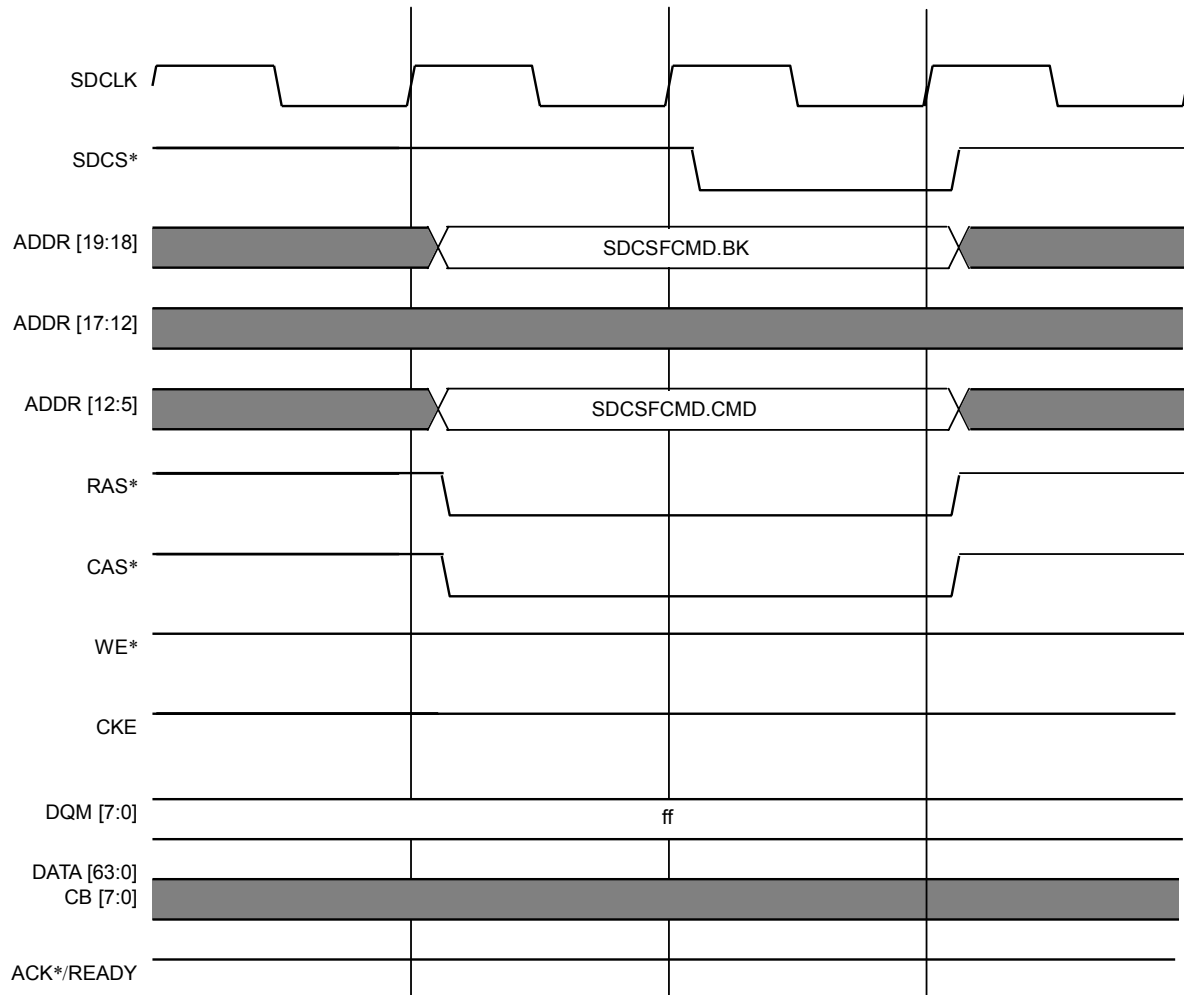 SDCLK
SDCS*
ADDR [19:18]
SDCSFCMD.BK
ADDR [17:12]
ADDR [12:5]
SDCSFCMD.CMD
RAS*
CAS*
WE*
CKE
DQM [7:0]
ff
DATA [63:0]
CB [7:0]
ACK*/READY